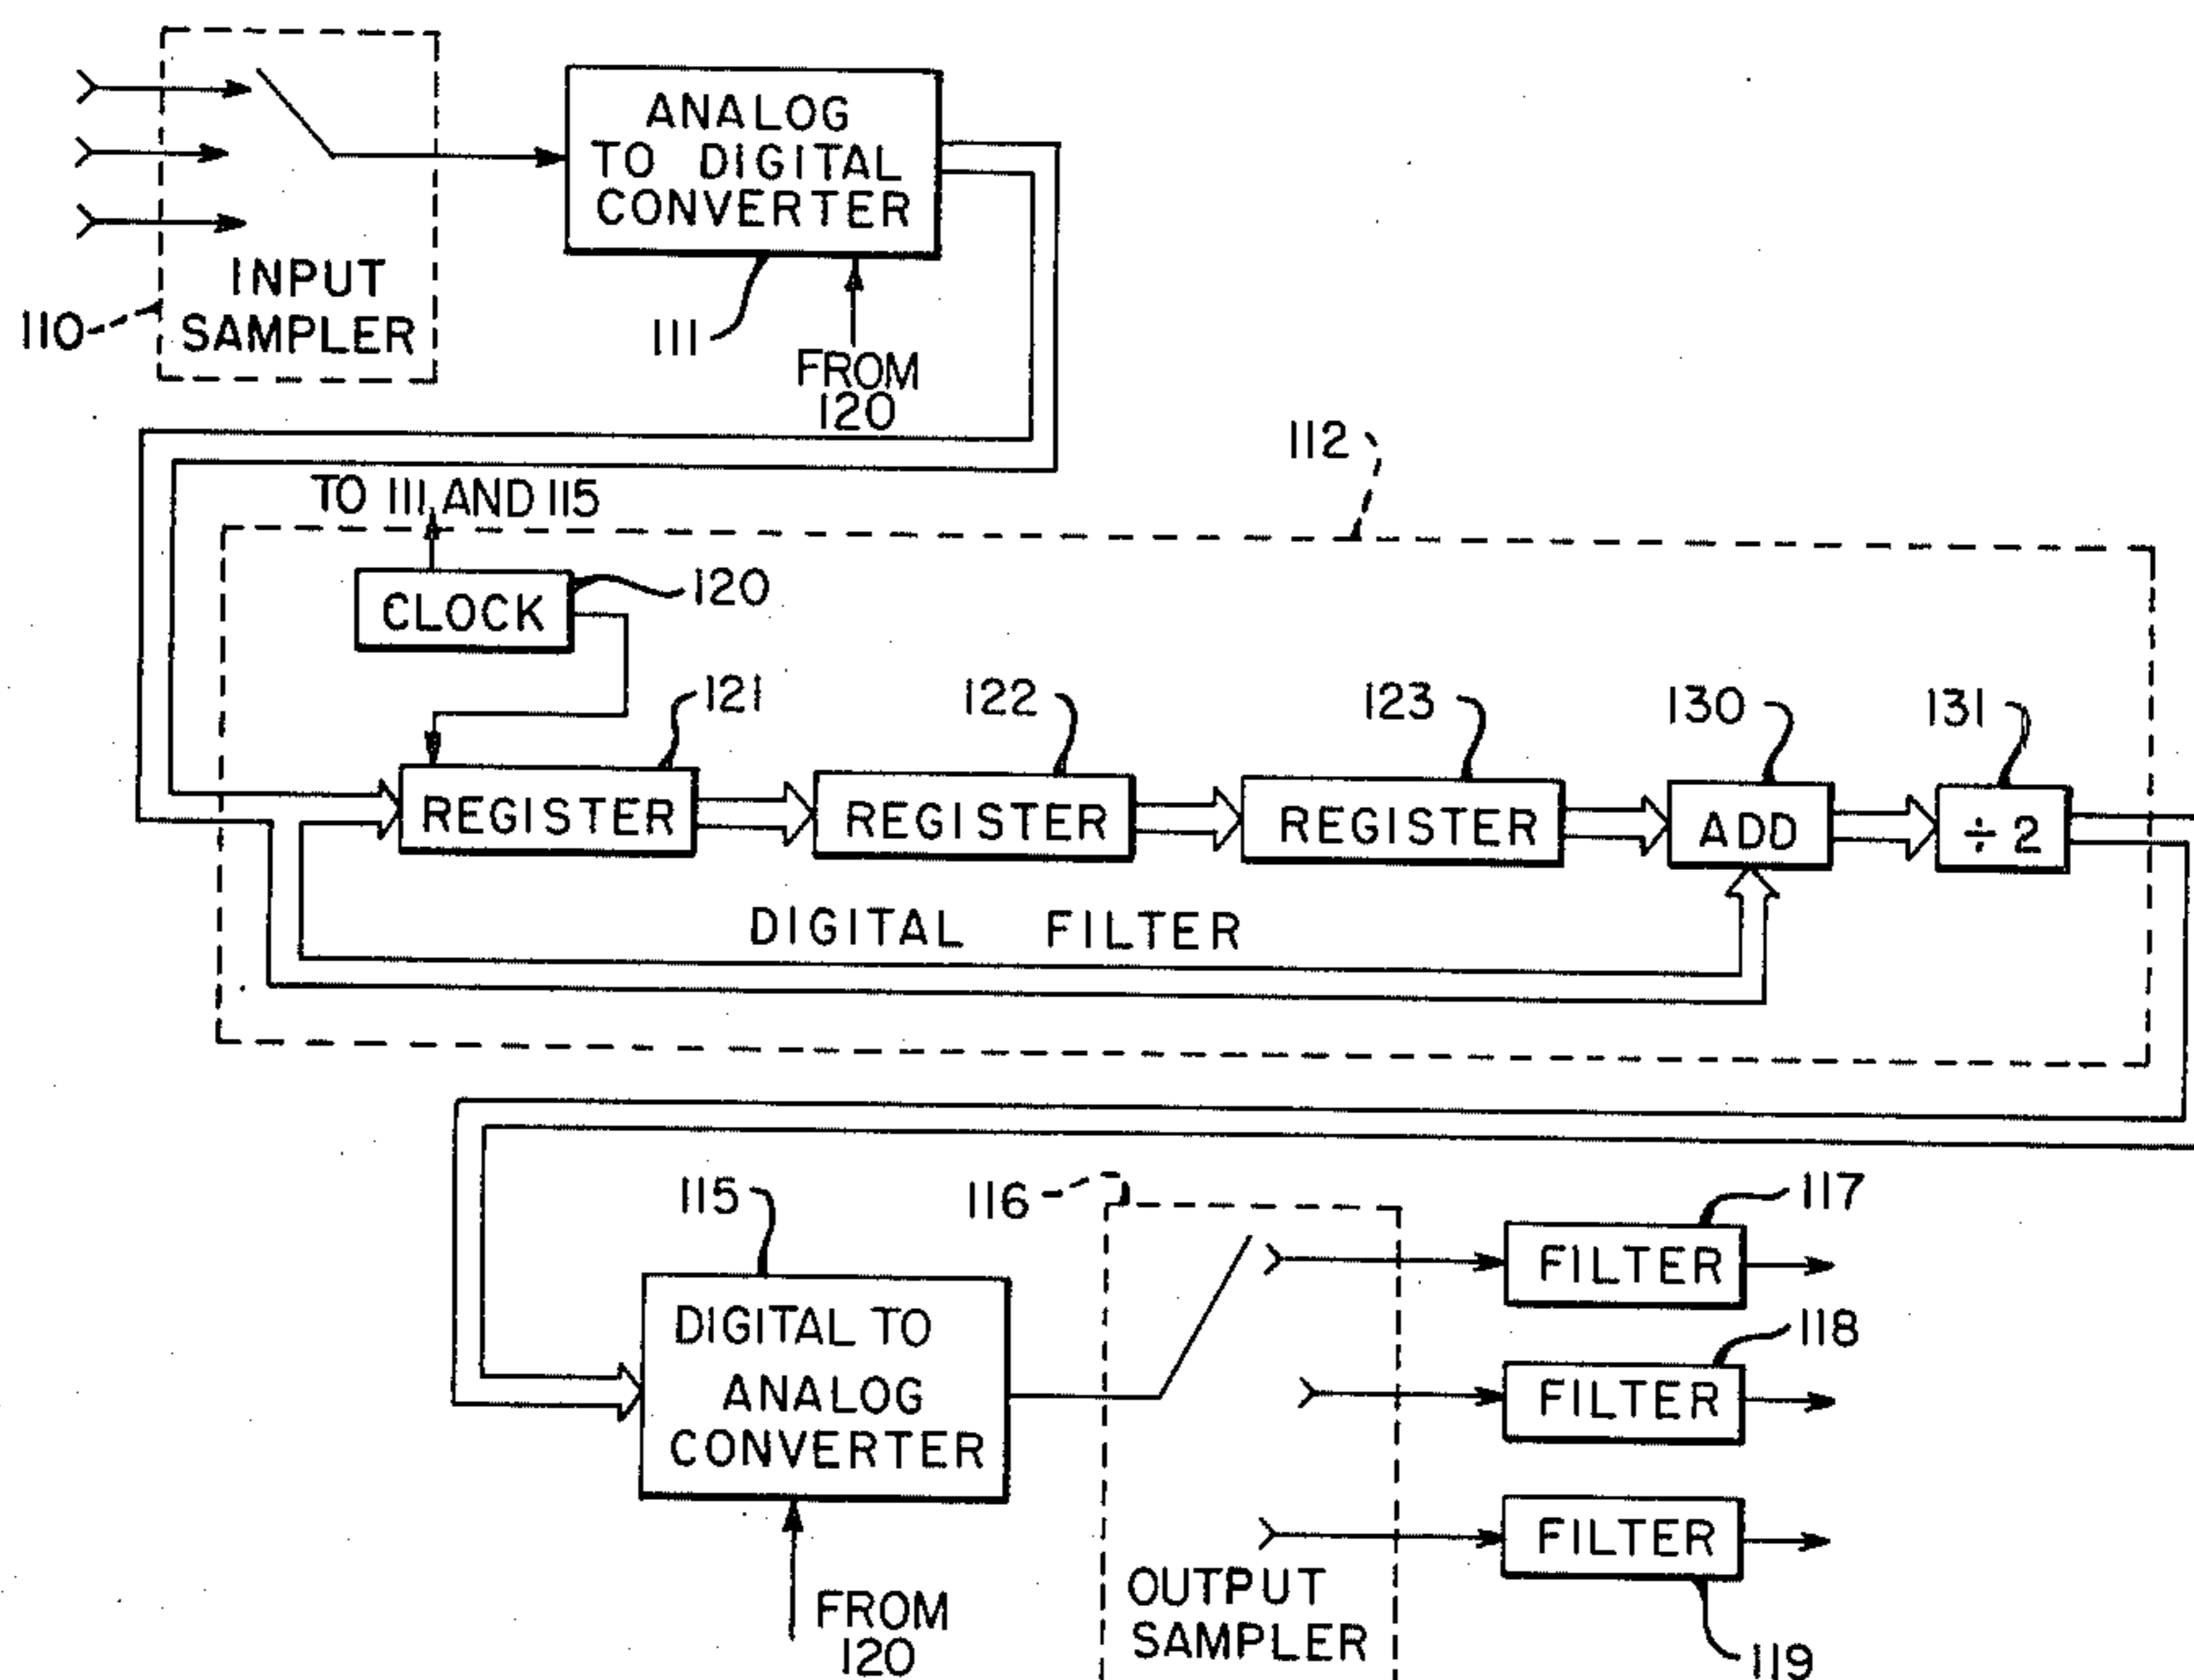 ANALOG
TO DIGITAL
CONVERTER
INPUT
SAMPLER
110
111
FROM
120
112
TO 111 AND 115
CLOCK
120
121
122
123
130
131
REGISTER
REGISTER
REGISTER
ADD
÷2
DIGITAL FILTER
115
116
117
FILTER
DIGITAL TO
ANALOG
CONVERTER
118
FILTER
FILTER
119
OUTPUT
SAMPLER
FROM
120